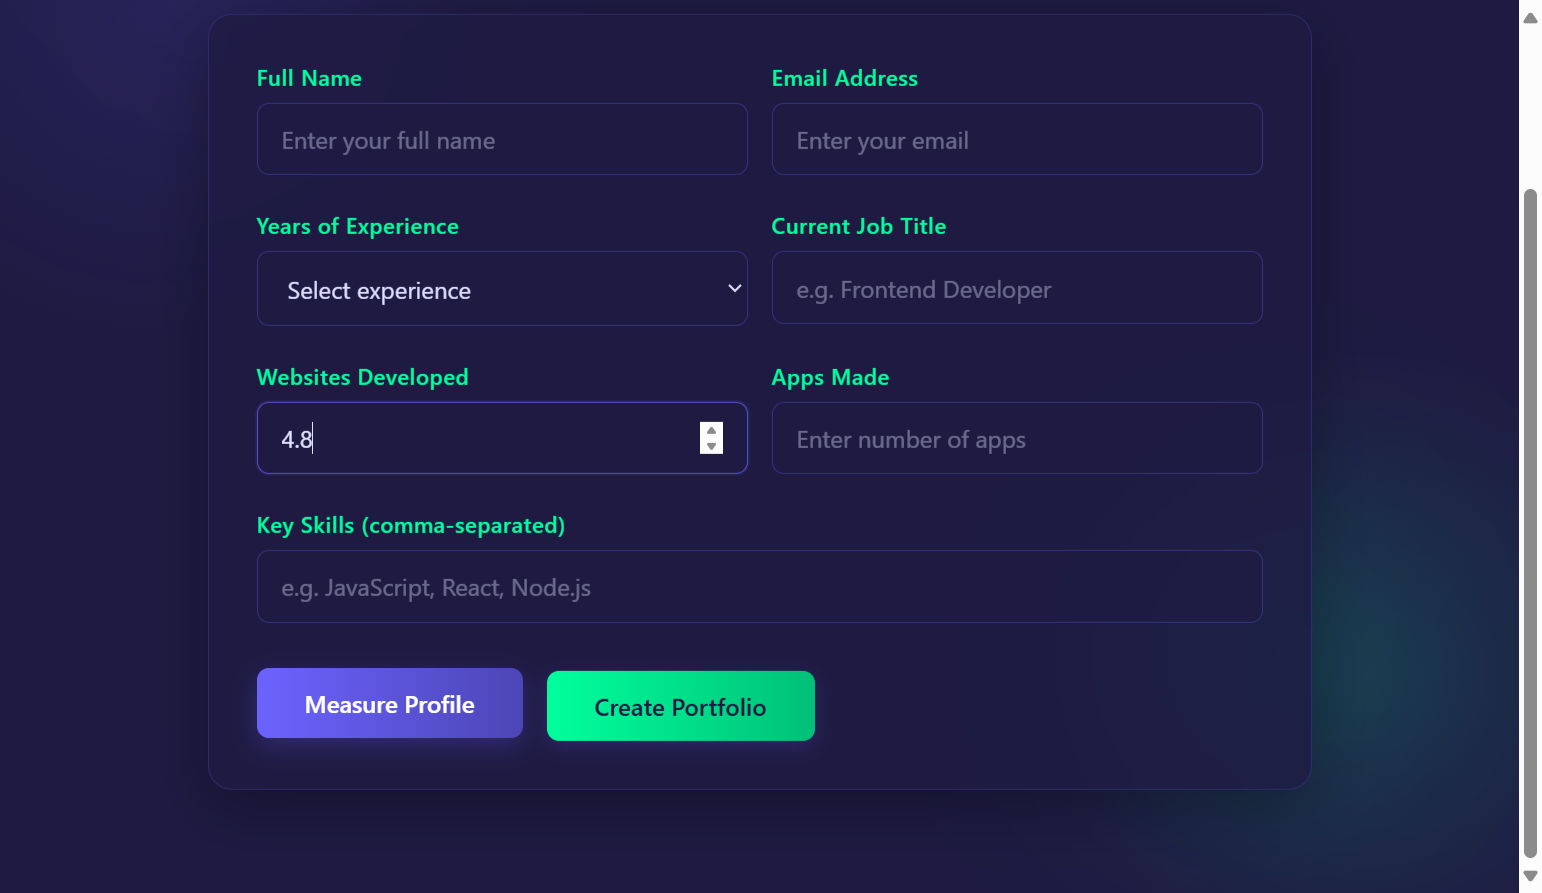 Full Name
Email Address
Enter your full name
Enter your email
Years of Experience
Current Job Title
Select experience
e.g. Frontend Developer
Websites Developed
Apps Made
4.8
Enter number of apps
Key Skills (comma-separated)
e.g. JavaScript, React, Node.js
Measure Profile
Create Portfolio